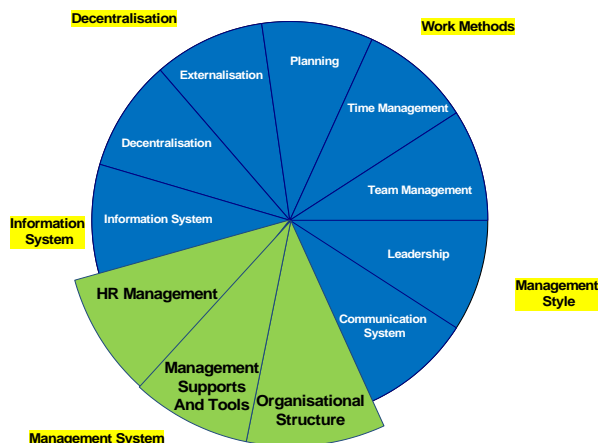 Decentralisation
Work Methods
Externalisation
Planning
Time Management
Decentralisation
Team Management
Information System
Information
System
Leadership
HR Management
Management
Style
Communication
System
Management
Supports
And Tools
Organisational
Structure
Management System